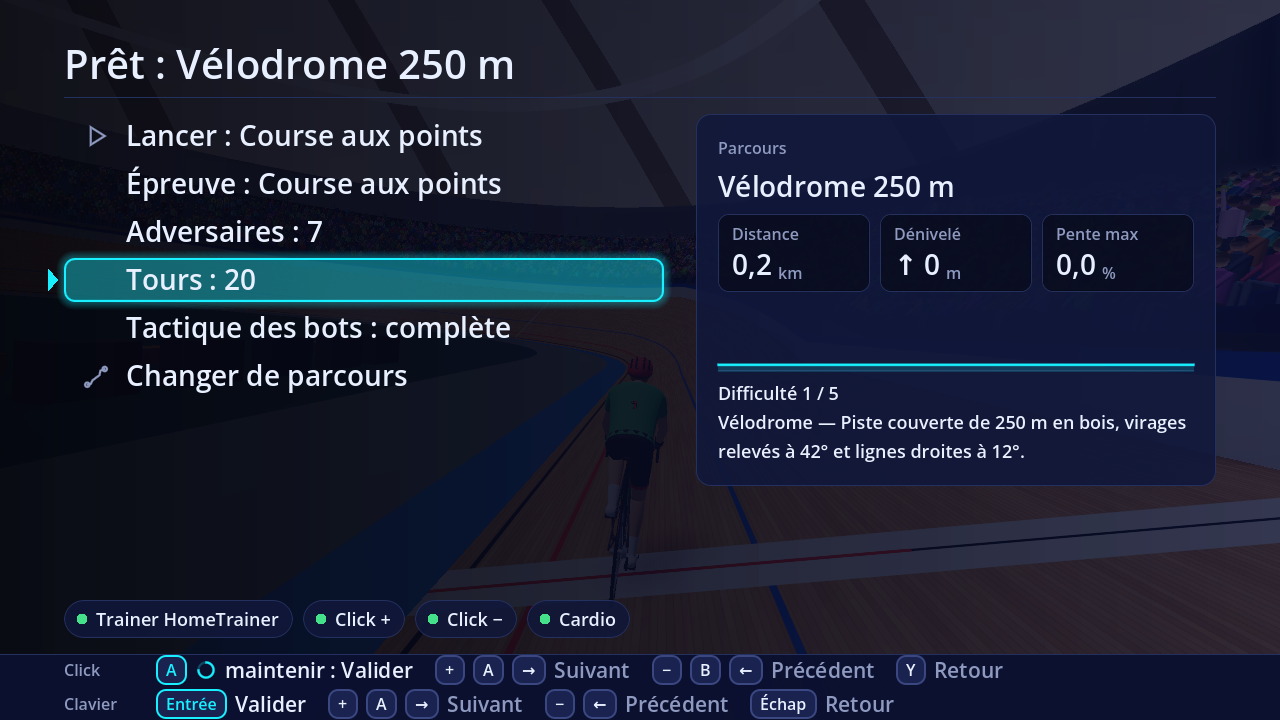 Prêt : Vélodrome 250 m
Lancer : Course aux points
Épreuve : Course aux points
Adversaires : 7
Tours : 20
Tactique des bots : complète
Changer de parcours
Parcours
Vélodrome 250 m
Distance
0,2 km
Dénivelé
↑ 0 m
Pente max
0,0 %
Difficulté 1 / 5
Vélodrome — Piste couverte de 250 m en bois, virages
relevés à 42° et lignes droites à 12°.
Trainer HomeTrainer
Click +
Click −
Cardio
Click A maintenir : Valider + A → Suivant − B ← Précédent Y Retour
Clavier Entrée Valider + A → Suivant − ← Précédent Échap Retour